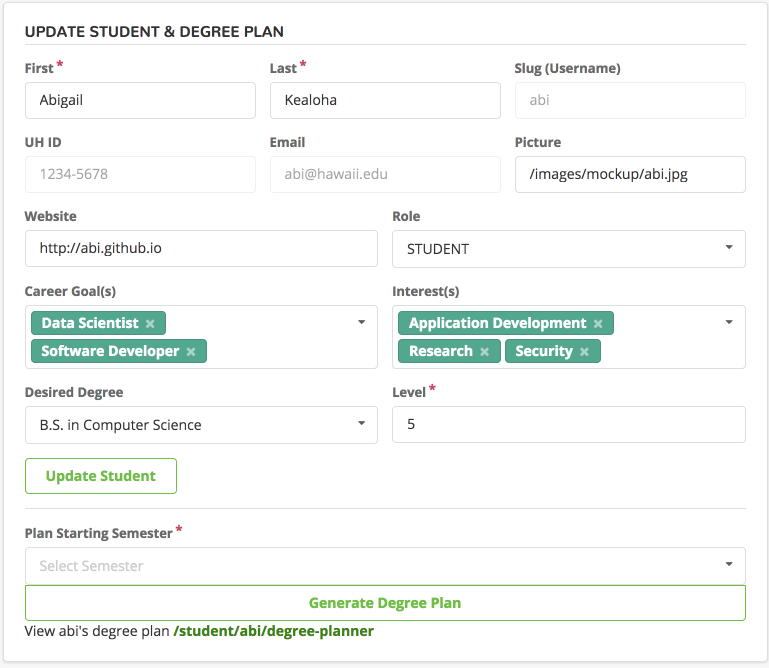 UPDATE STUDENT & DEGREE PLAN
First * Last * Slug (Username)
Abigail Kealoha abi
UH ID Email Picture
1234-5678 abi@hawaii.edu /images/mockup/abi.jpg
Website Role
http://abi.github.io STUDENT
Career Goal(s) Interest(s)
Data Scientist × Application Development ×
Software Developer × Research × Security ×
Desired Degree Level *
B.S. in Computer Science 5
Update Student
Plan Starting Semester *
Select Semester
Generate Degree Plan
View abi's degree plan /student/abi/degree-planner